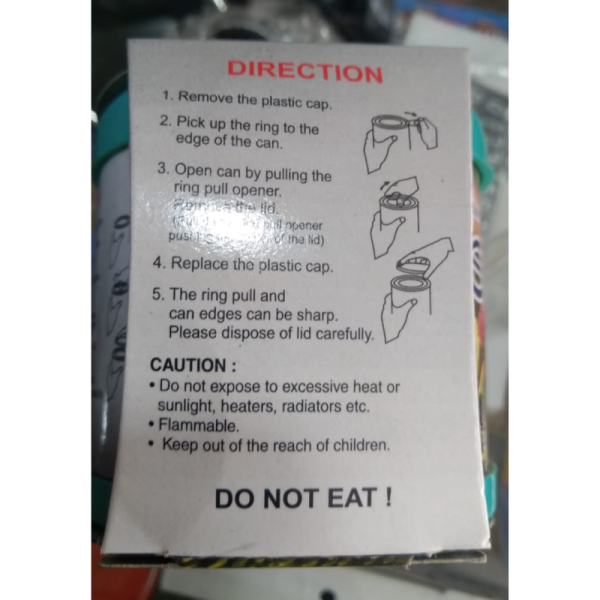 DIRECTION
1. Remove the plastic cap.
2. Pick up the ring to the
edge of the can.
3. Open can by pulling the
ring pull opener.
Remove the lid.
pull opener
of the lid)
4. Replace the plastic cap.
5. The ring pull and
can edges can be sharp.
Please dispose of lid carefully.
CAUTION :
• Do not expose to excessive heat or
sunlight, heaters, radiators etc.
• Flammable.
• Keep out of the reach of children.
DO NOT EAT !